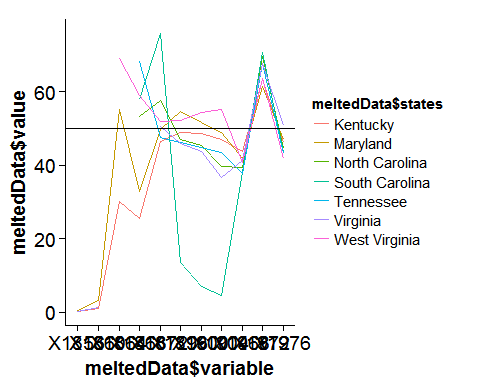 meltedData$value
60
40
20
0
meltedData$variable
meltedData$states
Kentucky
Maryland
North Carolina
South Carolina
Tennessee
Virginia
West Virginia